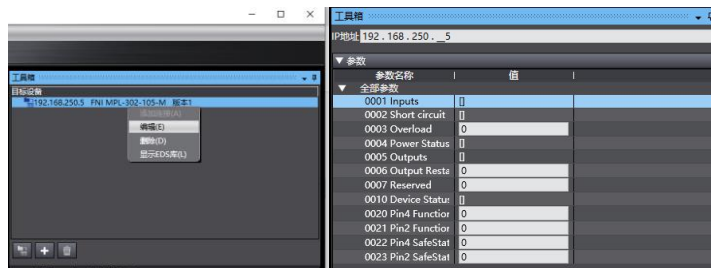 工具箱
目标设备
192.168.250.5 FNI MPL-302-105-M 版本1
添加连接(A)
编辑(E)
删除(D)
显示EDS库(L)
工具箱
IP地址 192 . 168 . 250 . __5
▼ 参数
参数名称 值
▼ 全部参数
0001 Inputs []
0002 Short circuit []
0003 Overload 0
0004 Power Status []
0005 Outputs []
0006 Output Resta 0
0007 Reserved 0
0010 Device Status []
0020 Pin4 Function 0
0021 Pin2 Function 0
0022 Pin4 SafeStat 0
0023 Pin2 SafeStat 0